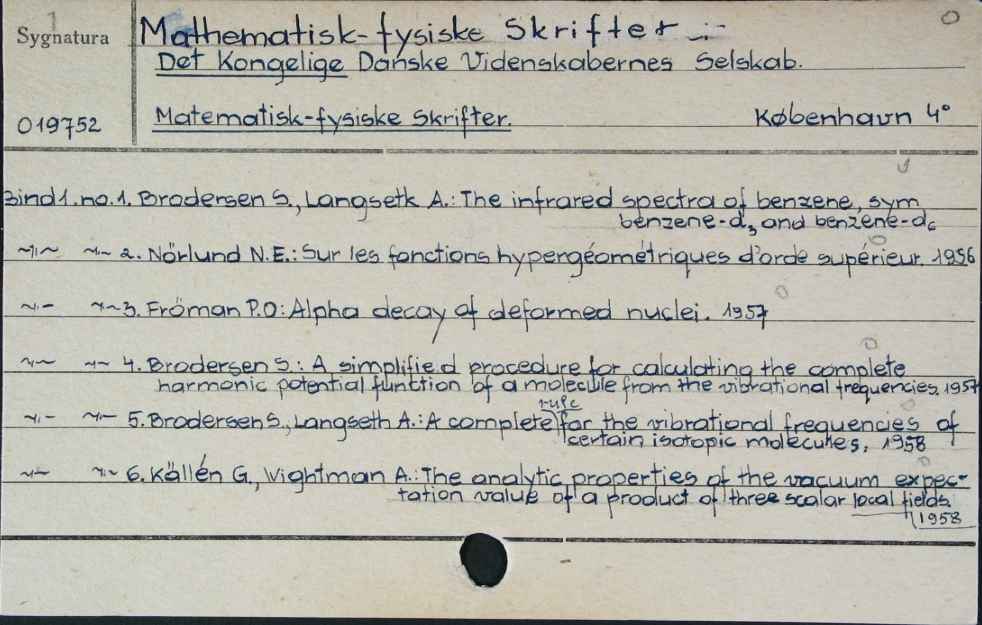 1
Sygnatura
Mathematisk-fysiske Skrifter
Det Kongelige Danske Videnskabernes Selskab.
019752
Matematisk-fysiske Skrifter. København 4°
Bind 1. no. 1. Brodersen S., Langseth A.: The infrared spectra of benzene, sym
benzene-d3 and benzene-d6
~॥~ ~॥~ 2. Nörlund N.E.: Sur les fonctions hypergéométriques d'orde supérieur. 1956
~॥~ ~॥~ 3. Fröman P.O: Alpha decay of deformed nuclei. 1957
~॥~ ~॥~ 4. Brodersen S.: A simplified procedure for calculating the complete
harmonic potential function of a molecule from the vibrational frequencies. 1957
rule
~॥~ ~॥~ 5. Brodersen S., Langseth A.: A complete for the vibrational frequencies of
certain isotopic molecules, 1958
~॥~ ~॥~ 6. Källén G., Wightman A.: The analytic properties of the vacuum expec-
tation value of a product of three scalar local fields.
1958